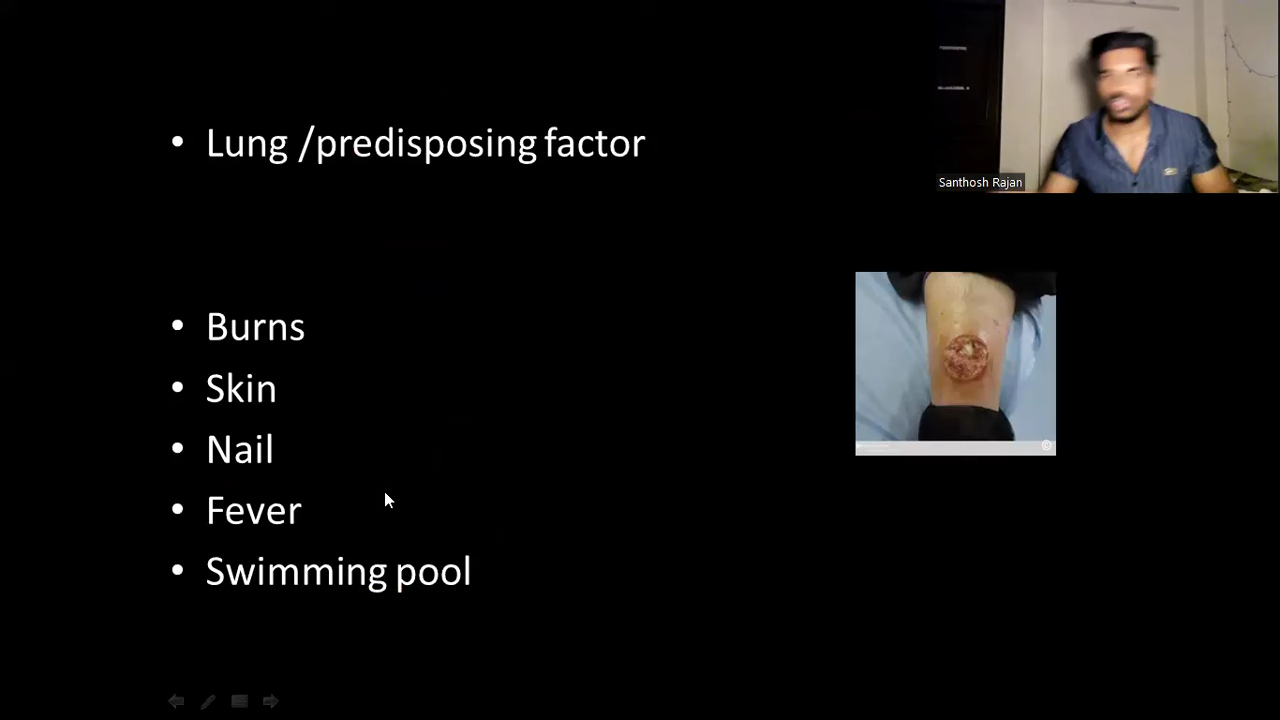 • Lung /predisposing factor
Santhosh Rajan
• Burns
• Skin
• Nail
• Fever
• Swimming pool